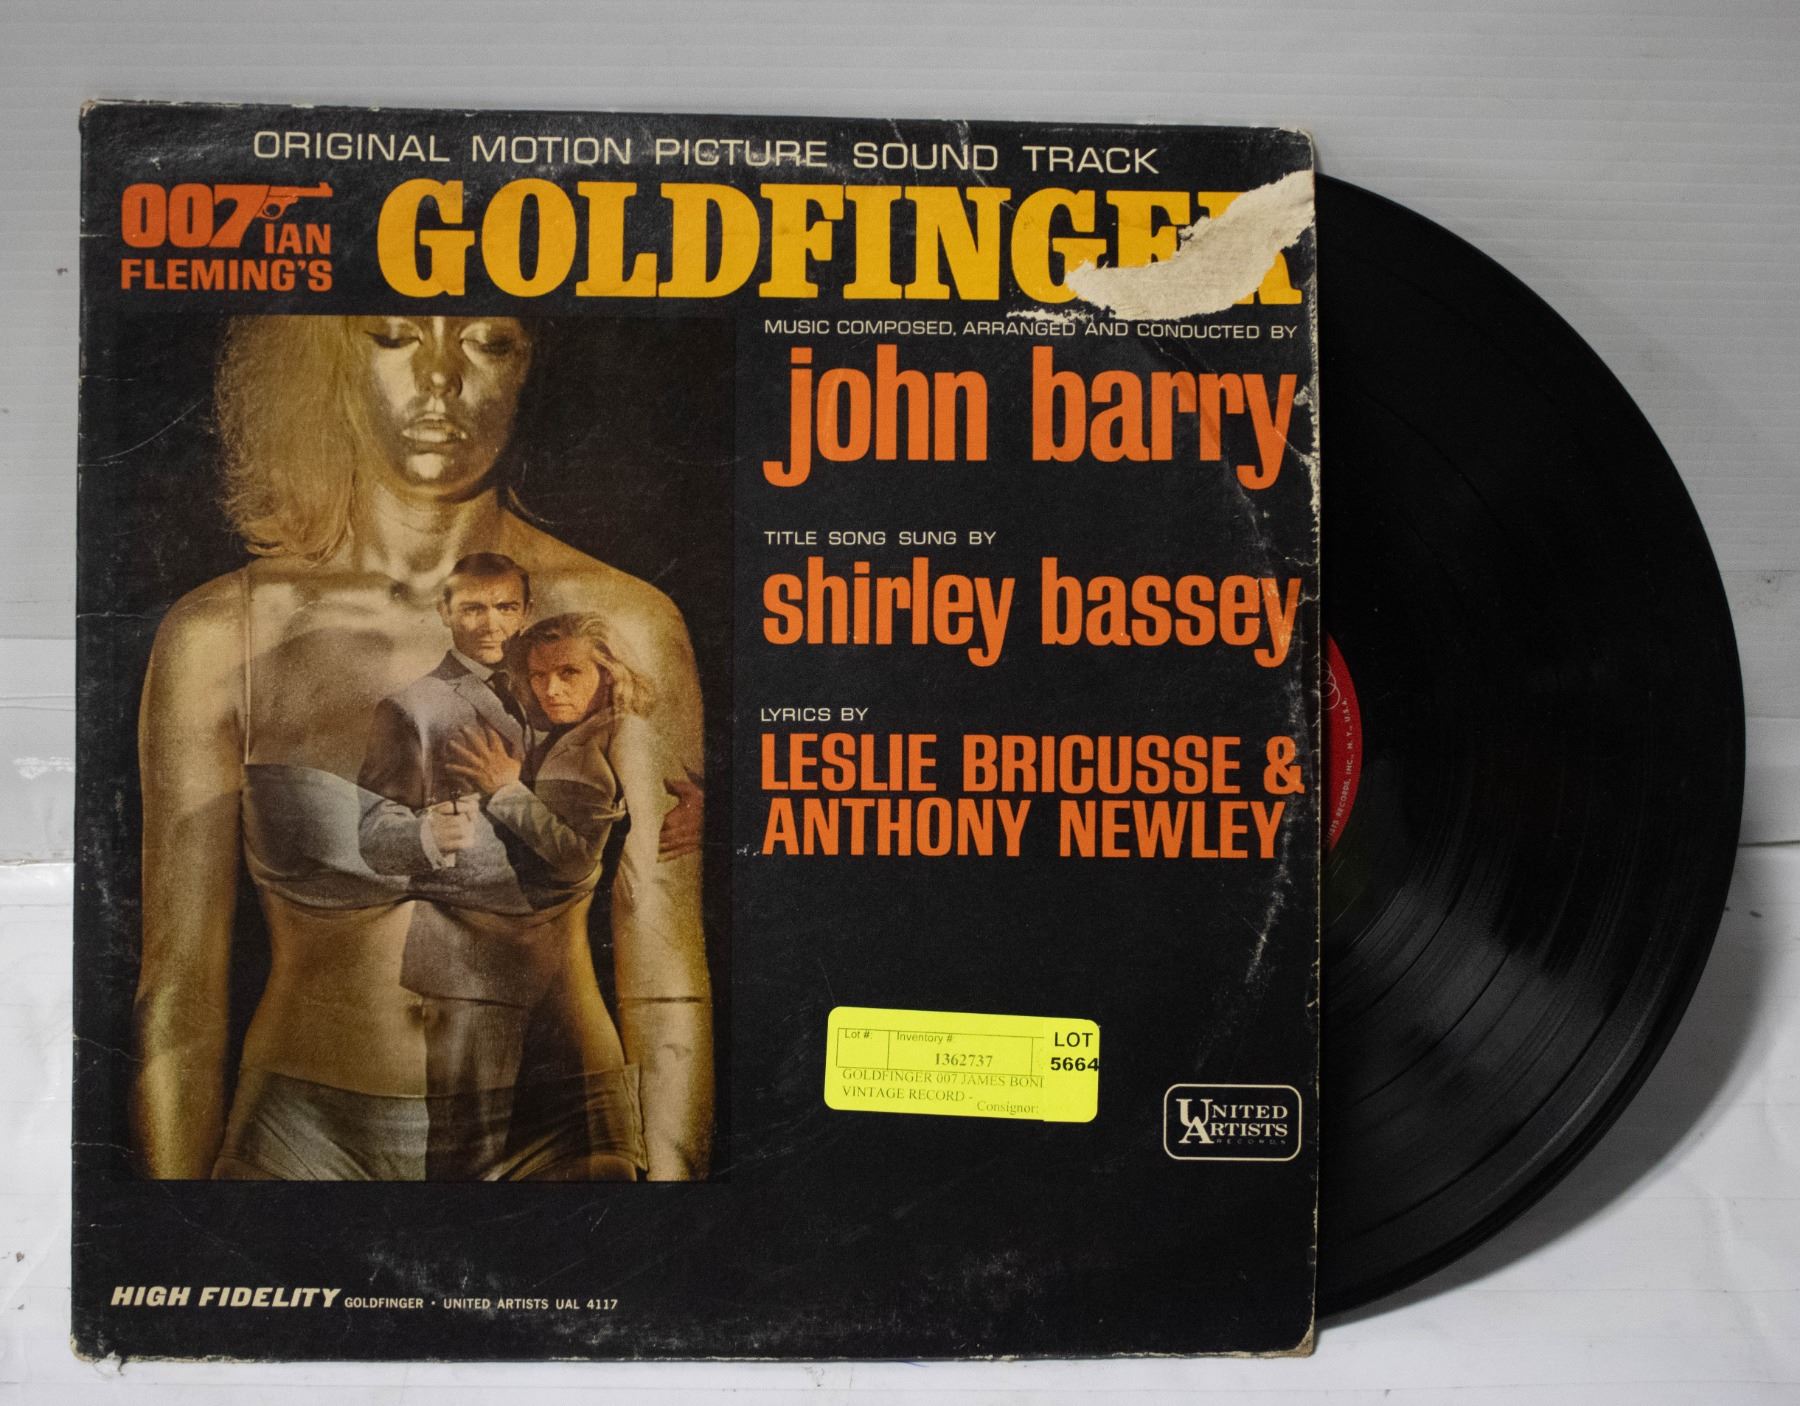 ORIGINAL MOTION PICTURE SOUND TRACK
007 IAN
FLEMING'S
GOLDFINGER
MUSIC COMPOSED, ARRANGED AND CONDUCTED BY
john barry
TITLE SONG SUNG BY
shirley bassey
LYRICS BY
LESLIE BRICUSSE &
ANTHONY NEWLEY
Lot #:
Inventory #:
1362737
LOT
5664
GOLDFINGER 007 JAMES BON
VINTAGE RECORD -
Consignor:
UNITED
ARTISTS
RECORDS
HIGH FIDELITY GOLDFINGER · UNITED ARTISTS UAL 4117
RECORDS, INC., N. Y., U.S.A.